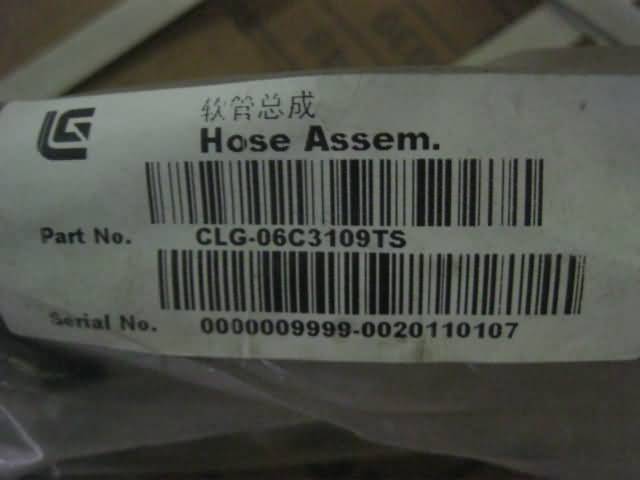 软管总成
Hose Assem.
Part No. CLG-06C3109TS
Serial No. 0000009999-0020110107